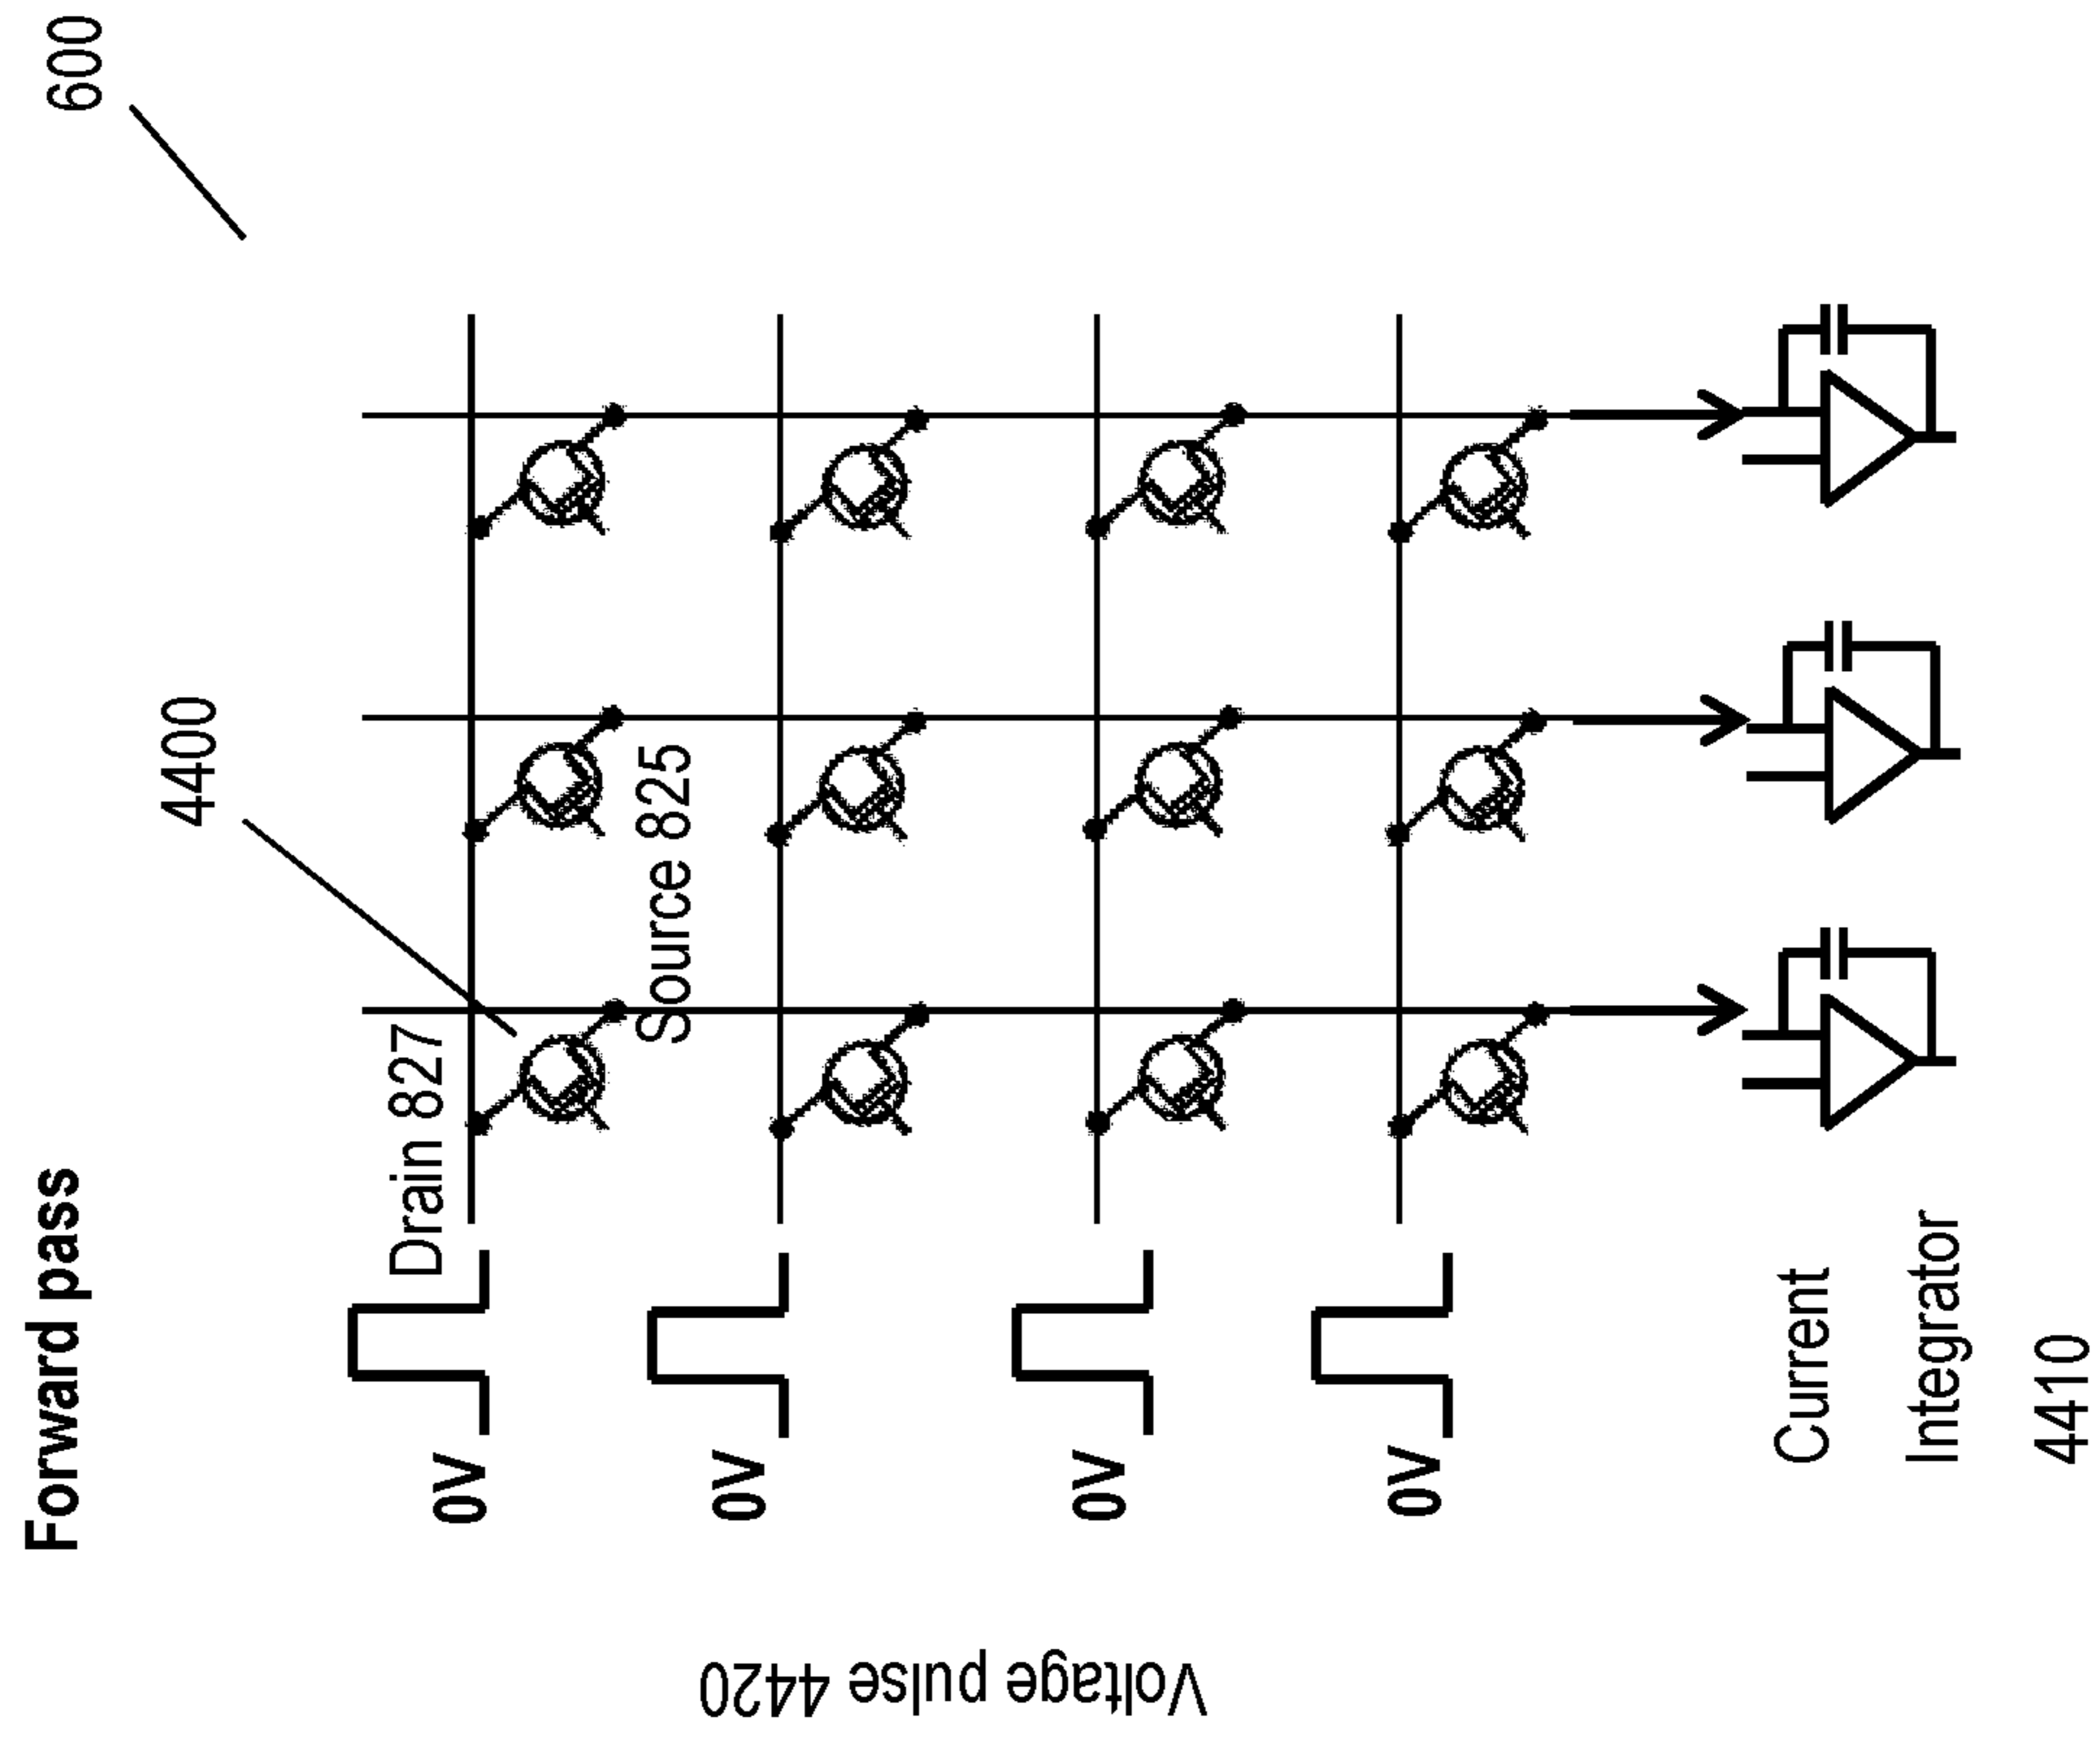 Forward pass
600
4400
Drain 827
Source 825
0V
0V
0V
0V
Voltage pulse 4420
Current
Integrator
4410